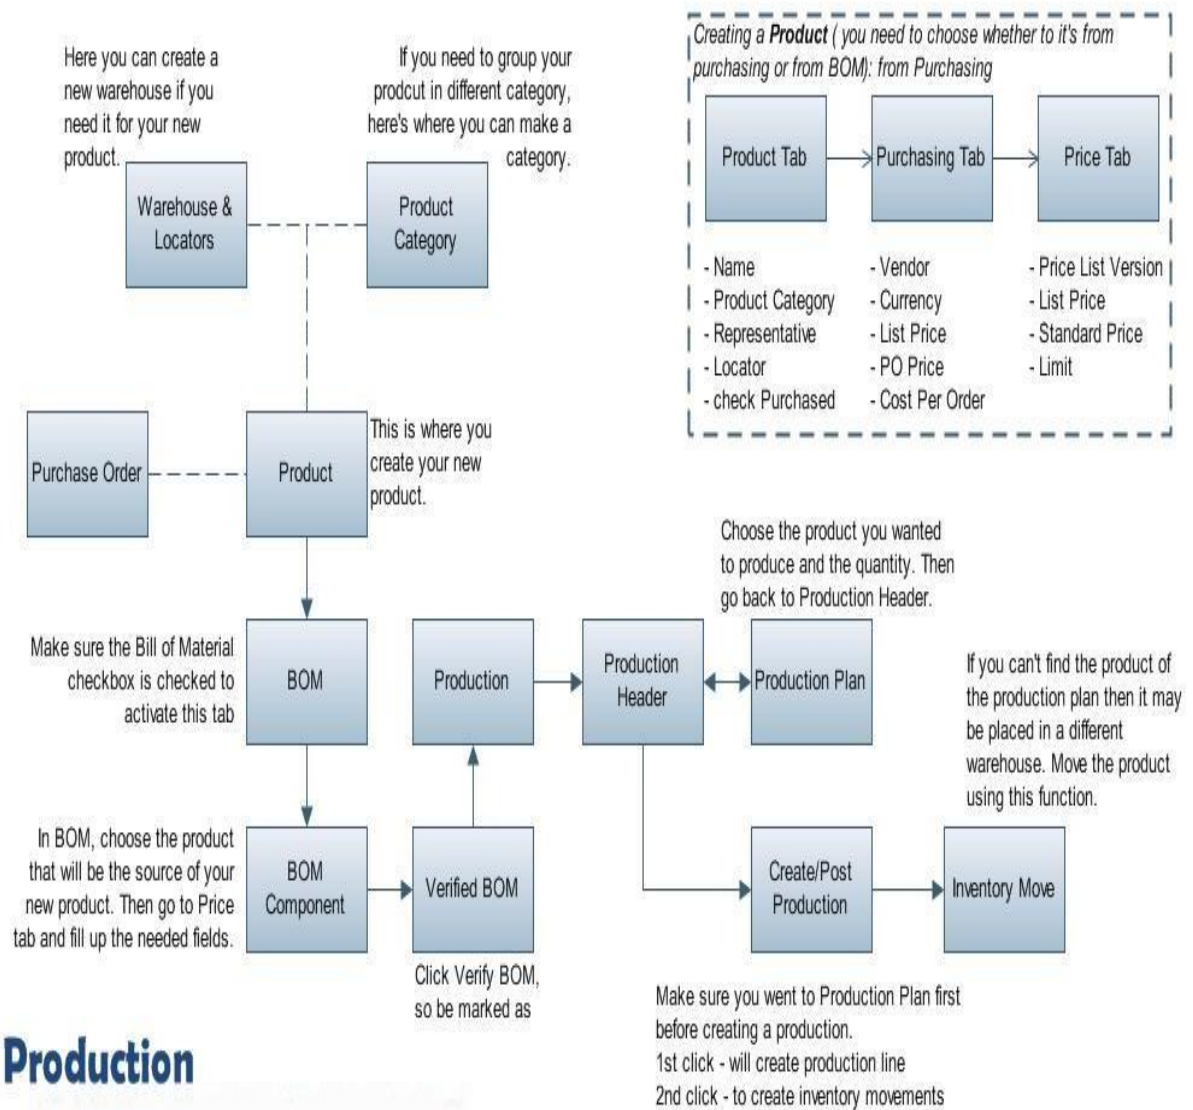 Here you can create a
new warehouse if you
need it for your new
product.
If you need to group your
prodcut in different category,
here's where you can make a
category.
Warehouse &
Locators
Product
Category
Creating a Product ( you need to choose whether to it's from
purchasing or from BOM): from Purchasing
Product Tab
Purchasing Tab
Price Tab
- Name
- Product Category
- Representative
- Locator
- check Purchased
- Vendor
- Currency
- List Price
- PO Price
- Cost Per Order
- Price List Version
- List Price
- Standard Price
- Limit
Purchase Order
Product
This is where you
create your new
product.
Make sure the Bill of Material
checkbox is checked to
activate this tab
BOM
Production
Production
Header
Choose the product you wanted
to produce and the quantity. Then
go back to Production Header.
Production Plan
If you can't find the product of
the production plan then it may
be placed in a different
warehouse. Move the product
using this function.
In BOM, choose the product
that will be the source of your
new product. Then go to Price
tab and fill up the needed fields.
BOM
Component
Verified BOM
Click Verify BOM,
so be marked as
Create/Post
Production
Inventory Move
Make sure you went to Production Plan first
before creating a production.
1st click - will create production line
2nd click - to create inventory movements
Production